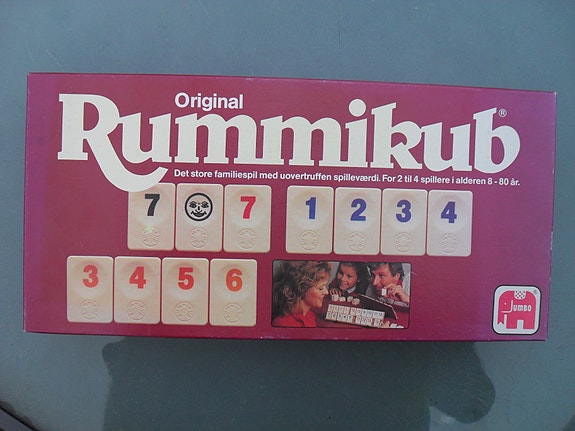 Original
Rummikub®
Det store familiespil med uovertruffen spilleværdi. For 2 til 4 spillere i alderen 8 - 80 år.
7 7 1 2 3 4
3 4 5 6
JUMBO